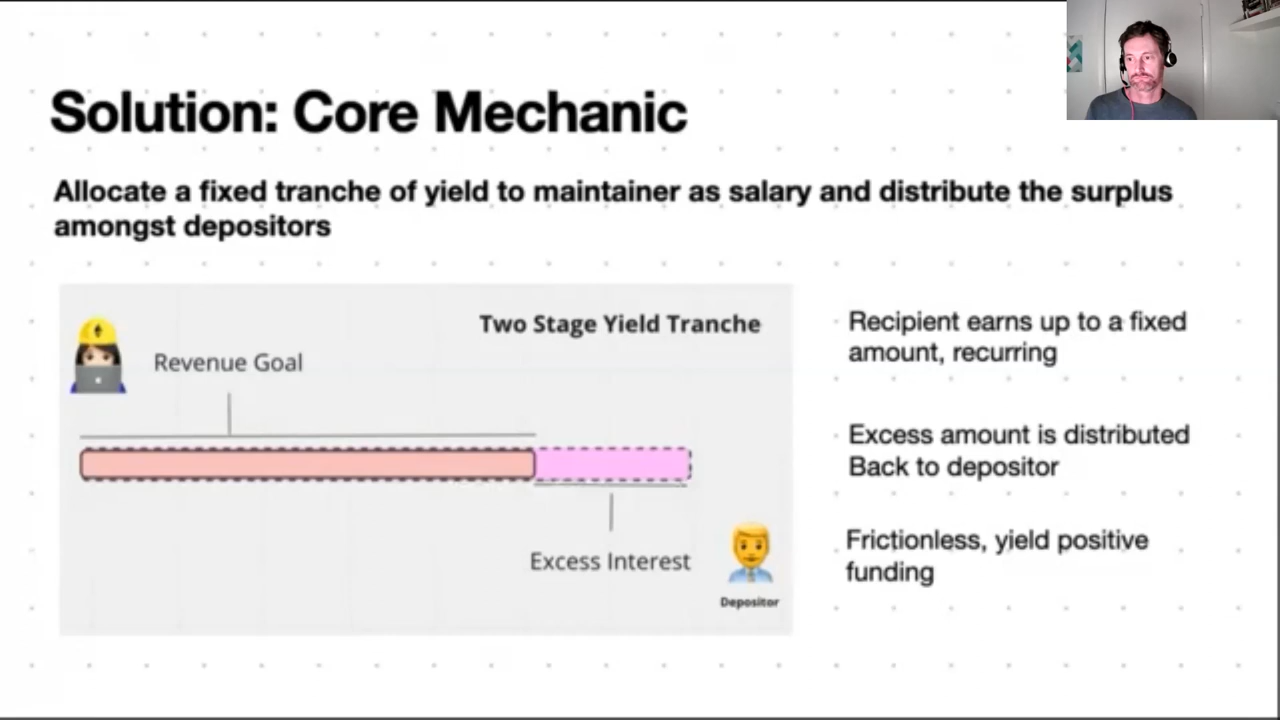 Solution: Core Mechanic
Allocate a fixed tranche of yield to maintainer as salary and distribute the surplus
amongst depositors
Two Stage Yield Tranche
Revenue Goal
Excess Interest
Depositor
Recipient earns up to a fixed
amount, recurring
Excess amount is distributed
Back to depositor
Frictionless, yield positive
funding